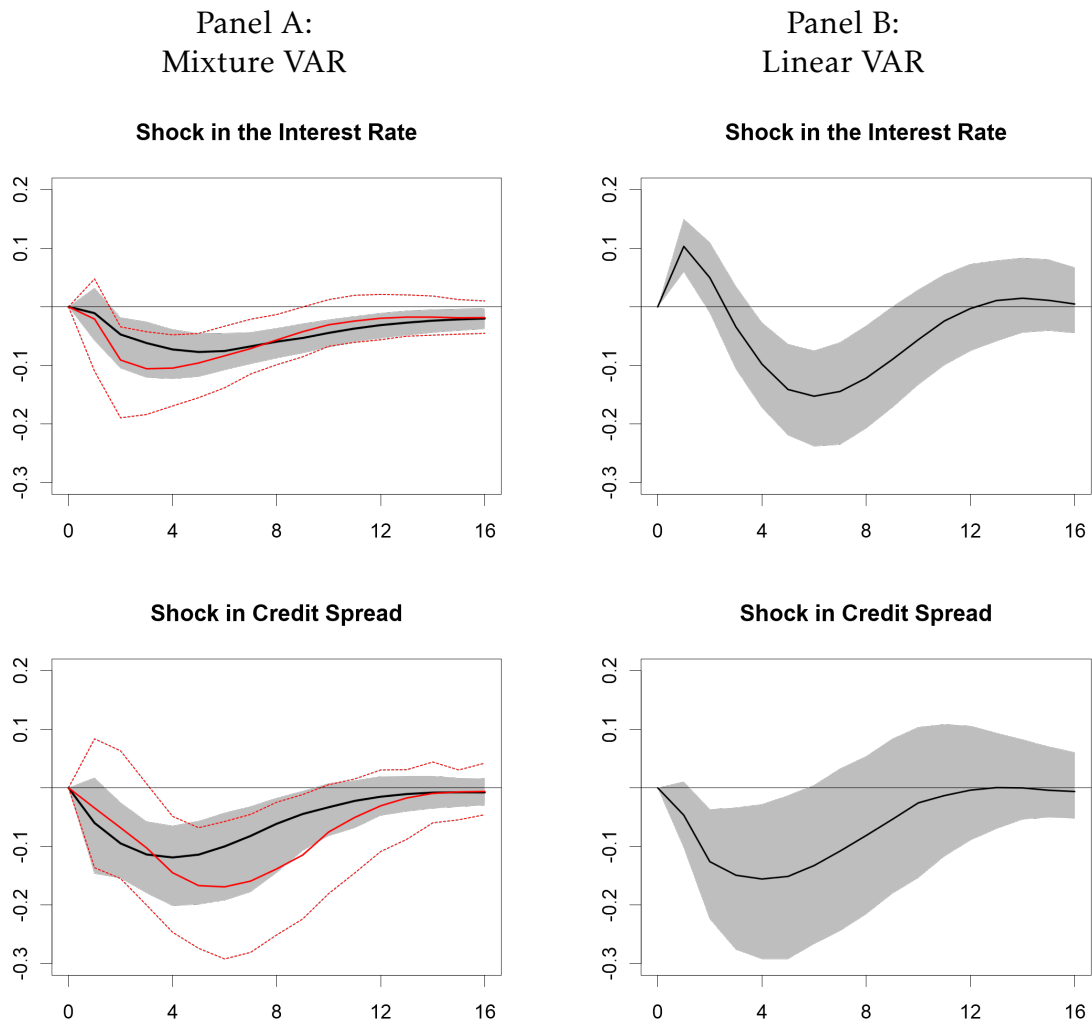 Panel A:
Mixture VAR
Panel B:
Linear VAR
Shock in the Interest Rate
0.2
0.1
-0.1
-0.2
-0.3
0 4 8 12 16
Shock in the Interest Rate
0.2
0.1
-0.1
-0.2
-0.3
0 4 8 12 16
Shock in Credit Spread
0.2
0.1
-0.1
-0.2
-0.3
0 4 8 12 16
Shock in Credit Spread
0.2
0.1
-0.1
-0.2
-0.3
0 4 8 12 16